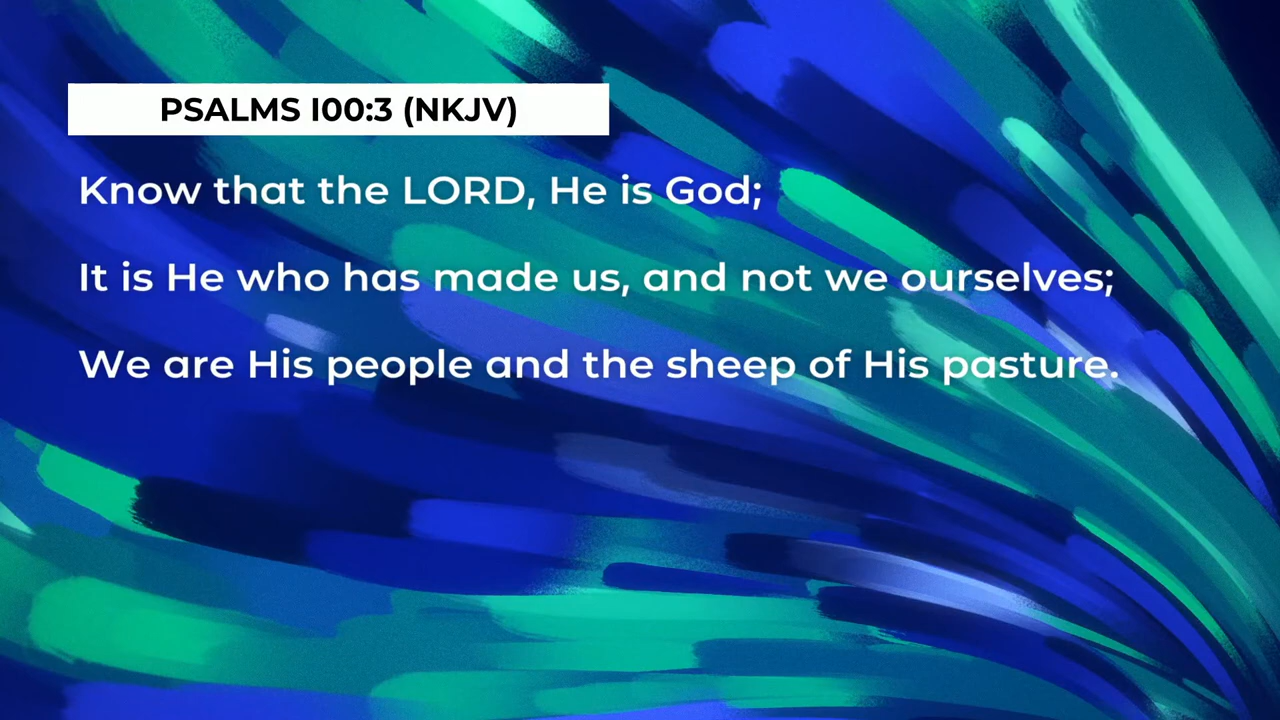 PSALMS 100:3 (NKJV)
Know that the LORD, He is God;
It is He who has made us, and not we ourselves;
We are His people and the sheep of His pasture.